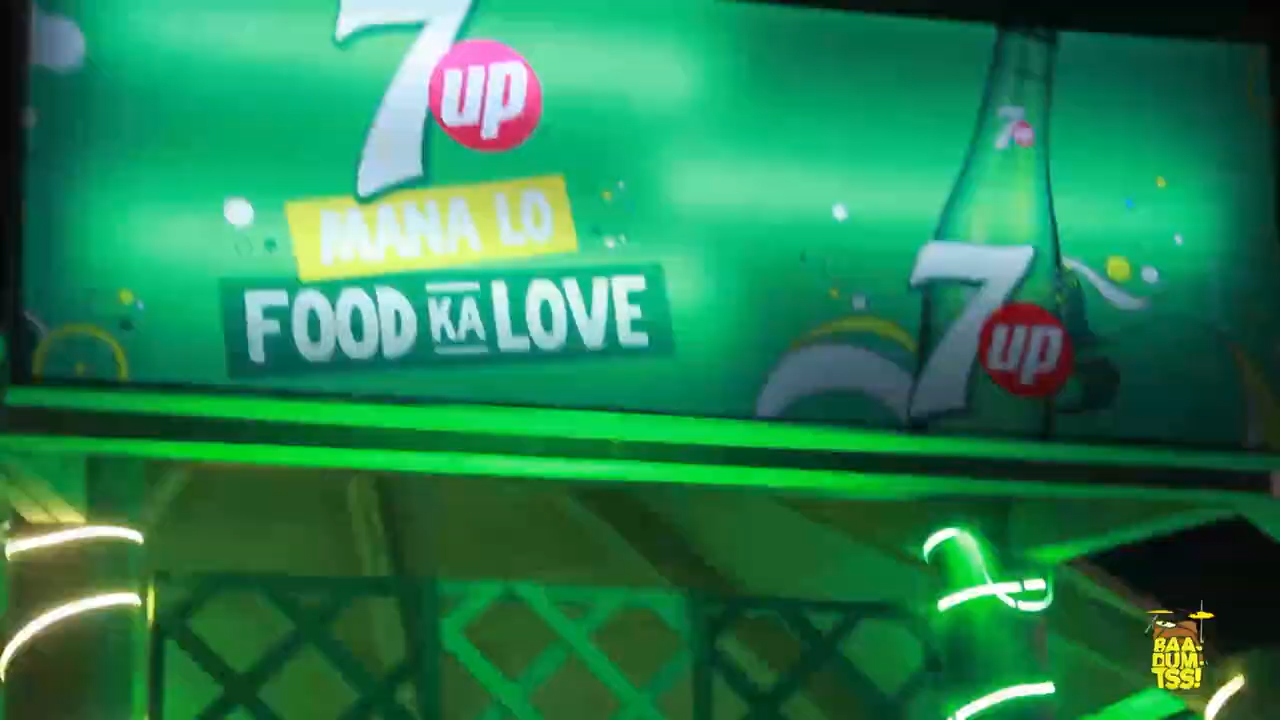 7up
MANA LO
FOOD KA LOVE
7up
7up
BAA
DUM
TSS!